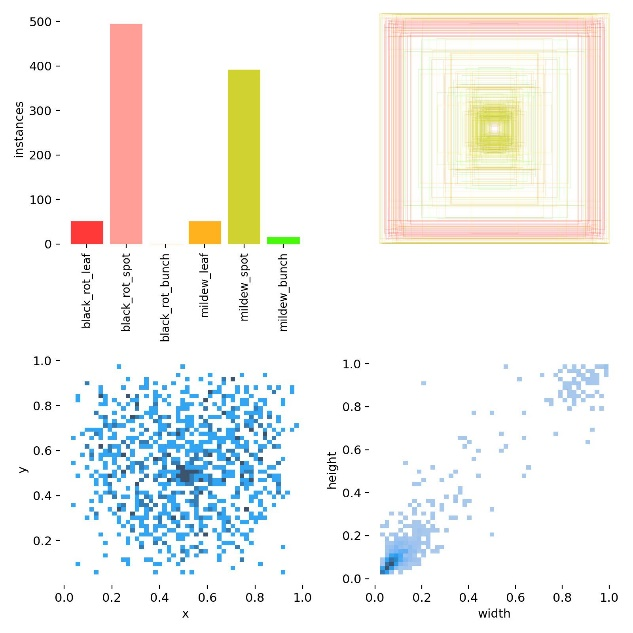 500
400
300
200
100
0
instances
black_rot_leaf
black_rot_spot
black_rot_bunch
mildew_leaf
mildew_spot
mildew_bunch
1.0
0.8
0.6
0.4
0.2
y
0.0 0.2 0.4 0.6 0.8 1.0
x
1.0
0.8
0.6
0.4
0.2
0.0
height
0.0 0.2 0.4 0.6 0.8 1.0
width